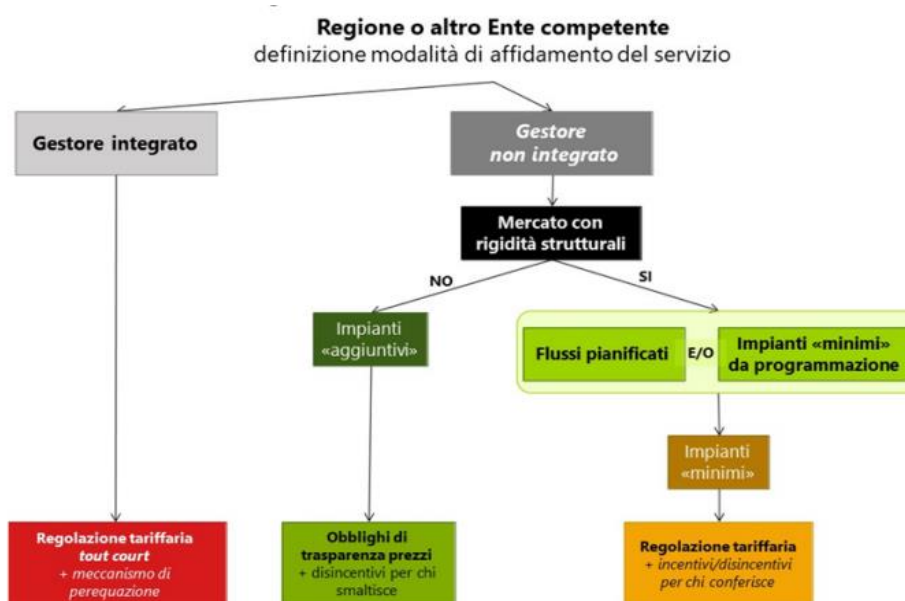 Regione o altro Ente competente
definizione modalità di affidamento del servizio
Gestore integrato
Gestore
non integrato
Mercato con
rigidità strutturali
NO
SI
Impianti
«aggiuntivi»
Flussi pianificati
E/O
Impianti «minimi»
da programmazione
Impianti
«minimi»
Regolazione tariffaria
tout court
+ meccanismo di
perequazione
Obblighi di
trasparenza prezzi
+ disincentivi per chi
smaltisce
Regolazione tariffaria
+ incentivi/disincentivi
per chi conferisce